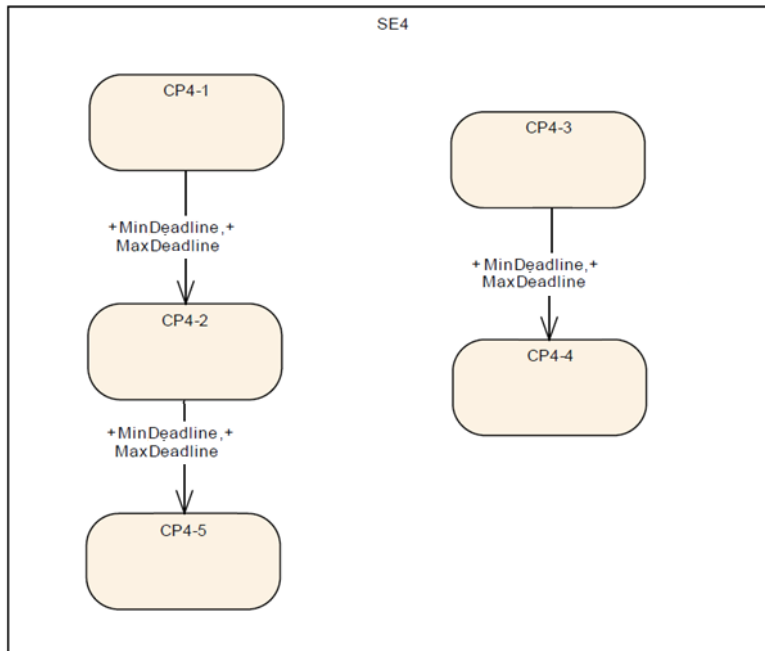 SE4
CP4-1
+MinDeadline,+
MaxDeadline
CP4-2
+MinDeadline,+
MaxDeadline
CP4-5
CP4-3
+MinDeadline,+
MaxDeadline
CP4-4